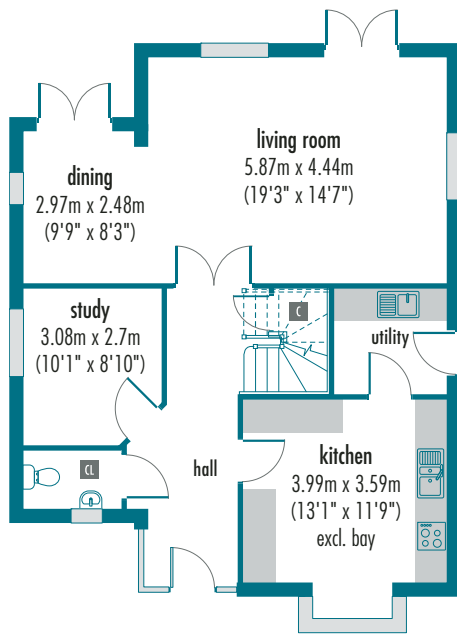 living room
5.87m x 4.44m
(19'3" x 14'7")
dining
2.97m x 2.48m
(9'9" x 8'3")
study
3.08m x 2.7m
(10'1" x 8'10")
C
utility
CL
hall
kitchen
3.99m x 3.59m
(13'1" x 11'9")
excl. bay